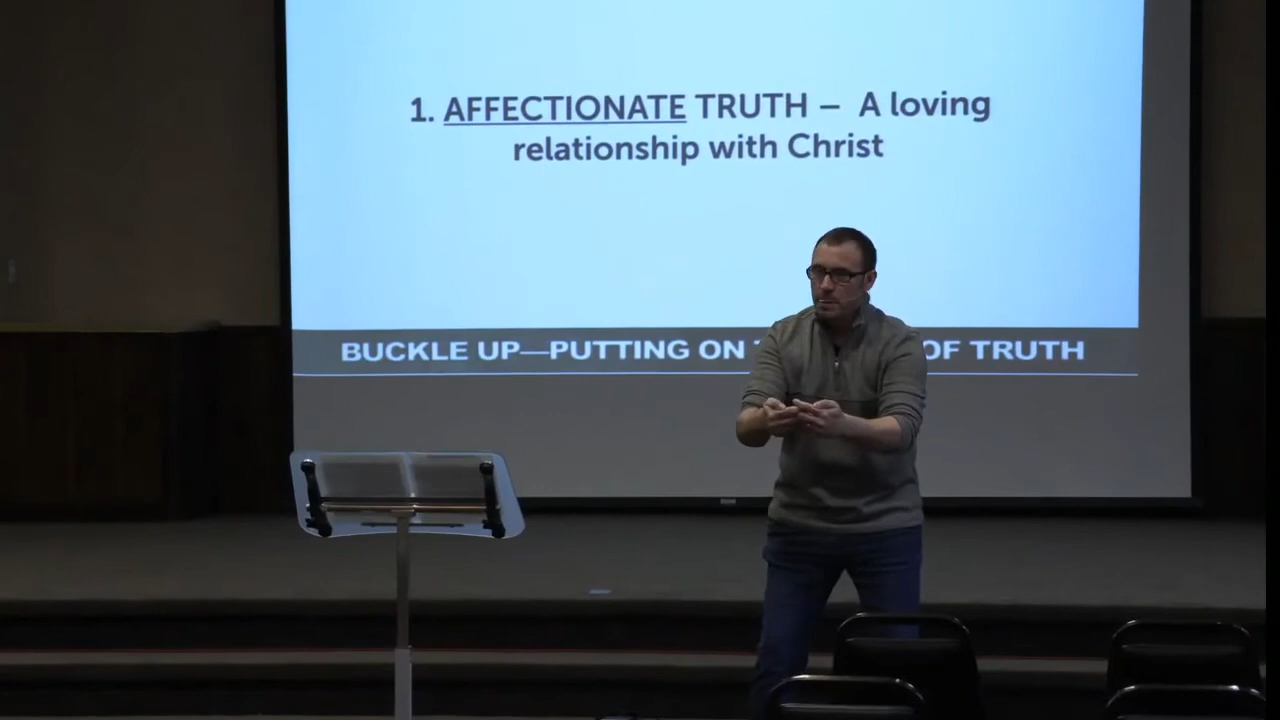 1. AFFECTIONATE TRUTH – A loving
relationship with Christ
BUCKLE UP—PUTTING ON OF TRUTH